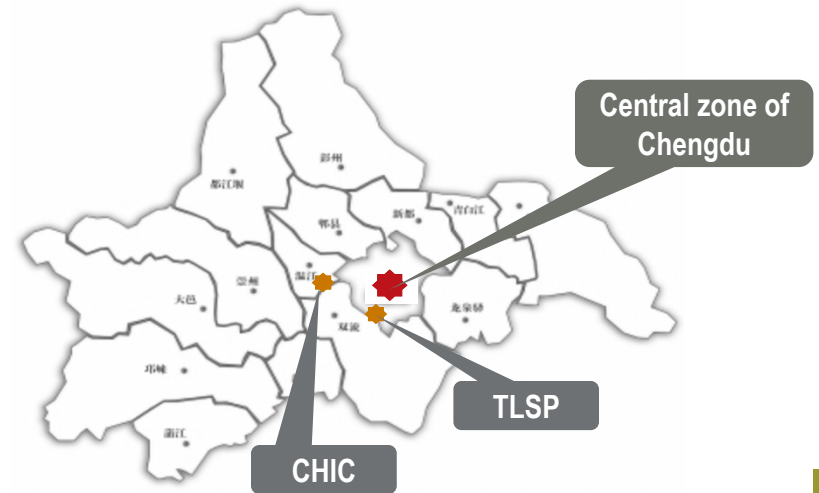 Central zone of
Chengdu
彭州
都江堰
郫县
新都
青白江
温江
崇州
大邑
龙泉驿
双流
邛崃
蒲江
TLSP
CHIC